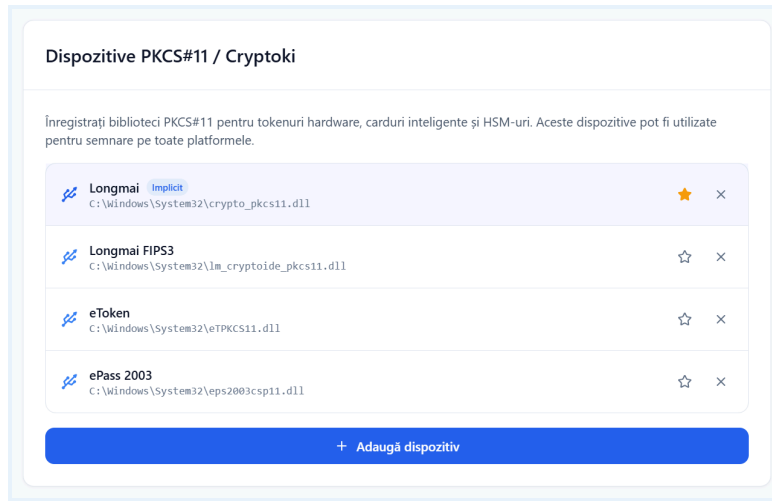 Dispozitive PKCS#11 / Cryptoki
Înregistrați biblioteci PKCS#11 pentru tokenuri hardware, carduri inteligente și HSM-uri. Aceste dispozitive pot fi utilizate
pentru semnare pe toate platformele.
Longmai Implicit
C:\Windows\System32\crypto_pkcs11.dll
Longmai FIPS3
C:\Windows\System32\lm_cryptoide_pkcs11.dll
eToken
C:\Windows\System32\eTPKCS11.dll
ePass 2003
C:\Windows\System32\eps2003csp11.dll
+ Adaugă dispozitiv